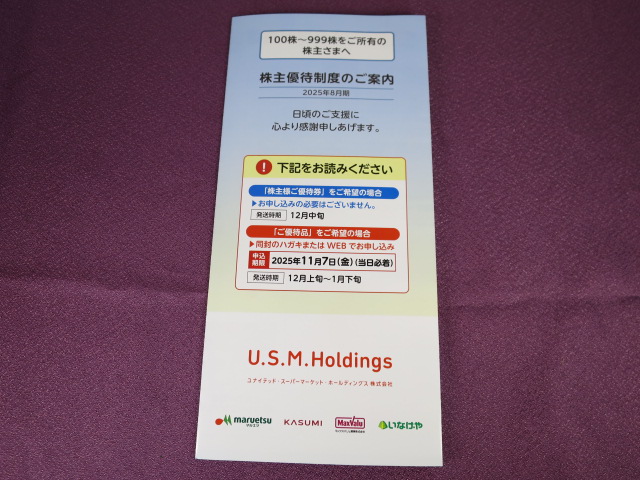 100株～999株をご所有の
株主さまへ
株主優待制度のご案内
2025年8月期
日頃のご支援に
心より感謝申しあげます。
! 下記をお読みください
「株主様ご優待券」をご希望の場合
▶お申し込みの必要はございません。
発送時期 12月中旬
「ご優待品」をご希望の場合
▶同封のハガキまたはWEBでお申し込み
申込期限 2025年11月7日(金)(当日必着)
発送時期 12月上旬～1月下旬
U.S.M.Holdings
ユナイテッド・スーパーマーケット・ホールディングス株式会社
maruetsu KASUMI MaxValu いなげや
マルエツ